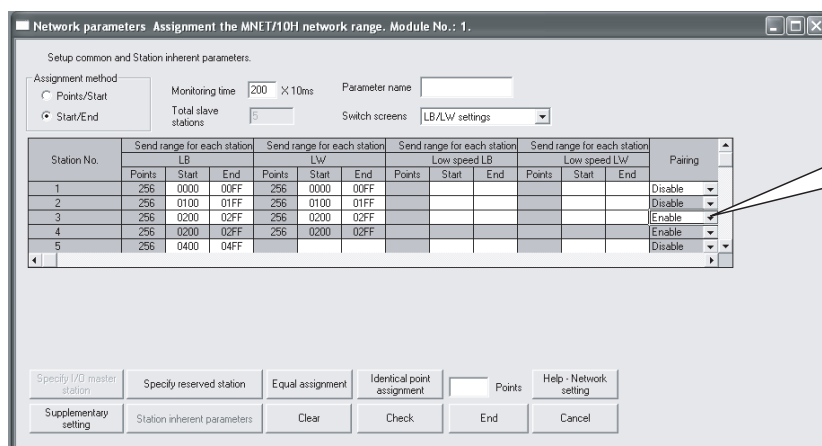 Network parameters Assignment the MNET/10H network range. Module No.: 1.
Setup common and Station inherent parameters.
Assignment method
Points/Start
Start/End
Monitoring time 200 X 10ms
Parameter name
Total slave stations 5
Switch screens LB/LW settings
Station No. Send range for each station Send range for each station Send range for each station Send range for each station Pairing
LB LW Low speed LB Low speed LW
Points Start End Points Start End Points Start End Points Start End
1 256 0000 00FF 256 0000 00FF Disable
2 256 0100 01FF 256 0100 01FF Disable
3 256 0200 02FF 256 0200 02FF Enable
4 256 0200 02FF 256 0200 02FF Enable
5 256 0400 04FF Disable
Specify I/O master station
Specify reserved station
Equal assignment
Identical point assignment
Points
Help - Network setting
Supplementary setting
Station inherent parameters
Clear
Check
End
Cancel